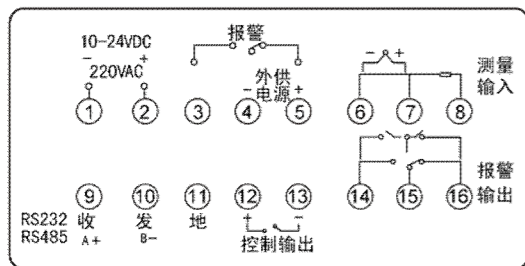 10-24VDC
- +
220VAC
报警
外供
- 电源 +
- +
测量
输入
① ② ③ ④ ⑤ ⑥ ⑦ ⑧
⑭ ⑮ ⑯
报警
输出
⑨ ⑩ ⑪ ⑫ ⑬
RS232 收 发 地
RS485 A+ B-
+ -
控制输出